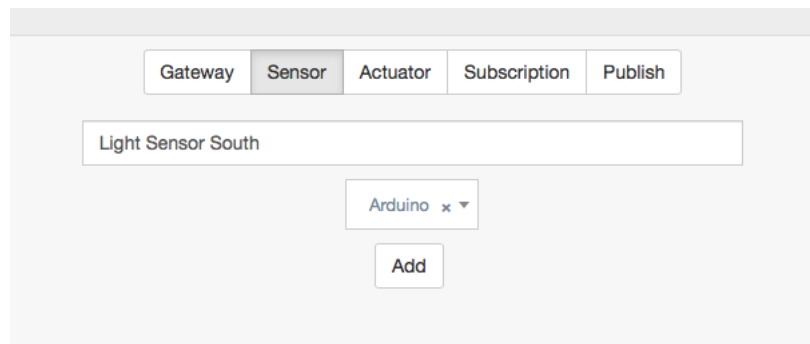 Gateway Sensor Actuator Subscription Publish
Light Sensor South
Arduino
Add